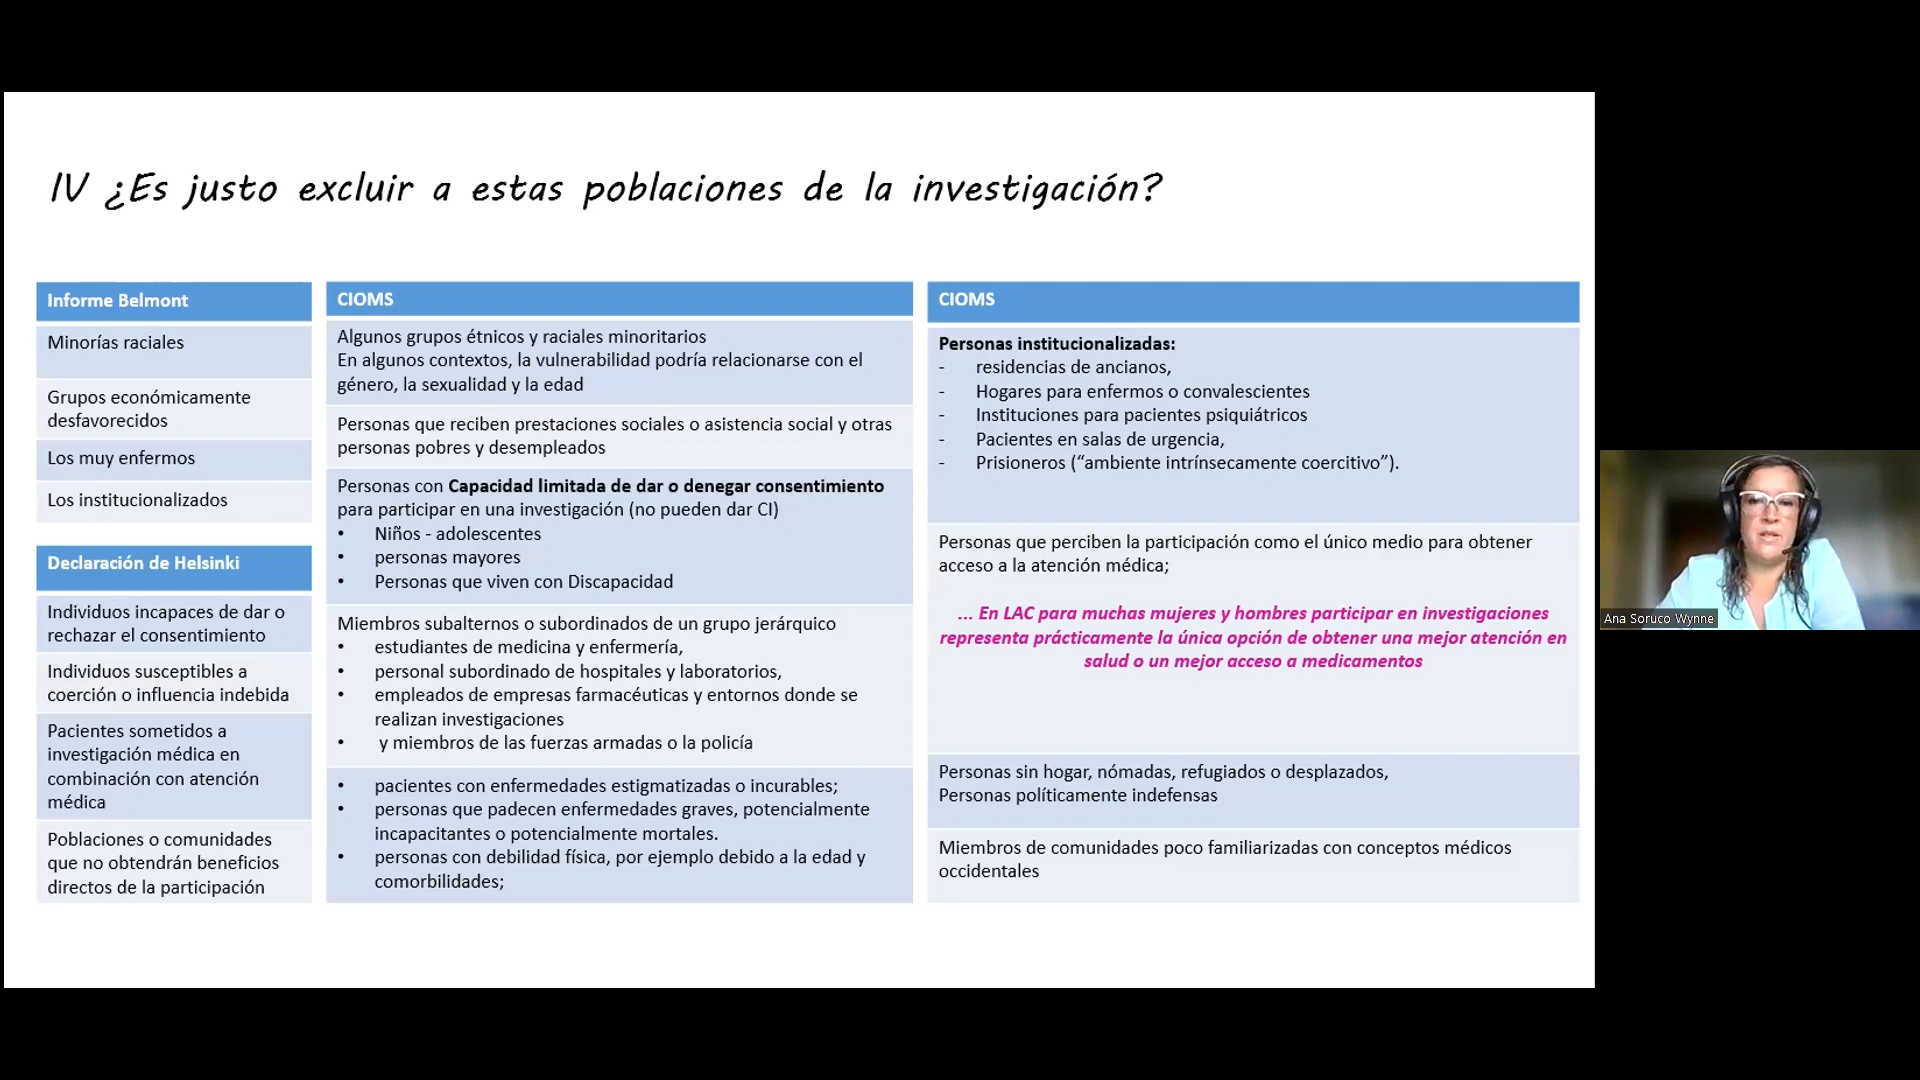 IV ¿Es justo excluir a estas poblaciones de la investigación?
Informe Belmont
Minorías raciales
Grupos económicamente
desfavorecidos
Los muy enfermos
Los institucionalizados
Declaración de Helsinki
Individuos incapaces de dar o
rechazar el consentimiento
Individuos susceptibles a
coerción o influencia indebida
Pacientes sometidos a
investigación médica en
combinación con atención
médica
Poblaciones o comunidades
que no obtendrán beneficios
directos de la participación
CIOMS
Algunos grupos étnicos y raciales minoritarios
En algunos contextos, la vulnerabilidad podría relacionarse con el
género, la sexualidad y la edad
Personas que reciben prestaciones sociales o asistencia social y otras
personas pobres y desempleados
Personas con Capacidad limitada de dar o denegar consentimiento
para participar en una investigación (no pueden dar CI)
• Niños - adolescentes
• personas mayores
• Personas que viven con Discapacidad
Miembros subalternos o subordinados de un grupo jerárquico
• estudiantes de medicina y enfermería,
• personal subordinado de hospitales y laboratorios,
• empleados de empresas farmacéuticas y entornos donde se
realizan investigaciones
• y miembros de las fuerzas armadas o la policía
• pacientes con enfermedades estigmatizadas o incurables;
• personas que padecen enfermedades graves, potencialmente
incapacitantes o potencialmente mortales.
• personas con debilidad física, por ejemplo debido a la edad y
comorbilidades;
CIOMS
Personas institucionalizadas:
- residencias de ancianos,
- Hogares para enfermos o convalescientes
- Instituciones para pacientes psiquiátricos
- Pacientes en salas de urgencia,
- Prisioneros (“ambiente intrínsecamente coercitivo”).
Personas que perciben la participación como el único medio para obtener
acceso a la atención médica;
... En LAC para muchas mujeres y hombres participar en investigaciones
representa prácticamente la única opción de obtener una mejor atención en
salud o un mejor acceso a medicamentos
Personas sin hogar, nómadas, refugiados o desplazados,
Personas políticamente indefensas
Miembros de comunidades poco familiarizadas con conceptos médicos
occidentales
Ana Soruco Wynne